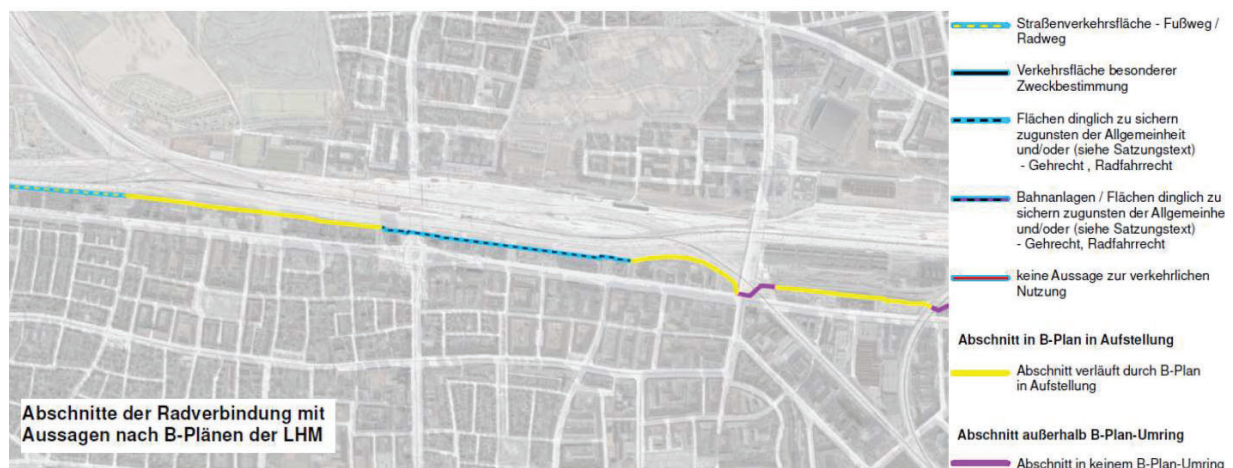 Straßenverkehrsfläche - Fußweg /
Radweg
Verkehrsfläche besonderer
Zweckbestimmung
Flächen dinglich zu sichern
zugunsten der Allgemeinheit
und/oder (siehe Satzungstext)
- Gehrecht , Radfahrrecht
Bahnanlagen / Flächen dinglich zu
sichern zugunsten der Allgemeinhe
und/oder (siehe Satzungstext)
- Gehrecht, Radfahrrecht
keine Aussage zur verkehrlichen
Nutzung
Abschnitt in B-Plan in Aufstellung
Abschnitt verläuft durch B-Plan
in Aufstellung
Abschnitt außerhalb B-Plan-Umring
Abschnitt in keinem B-Plan-Umring
Abschnitte der Radverbindung mit
Aussagen nach B-Plänen der LHM